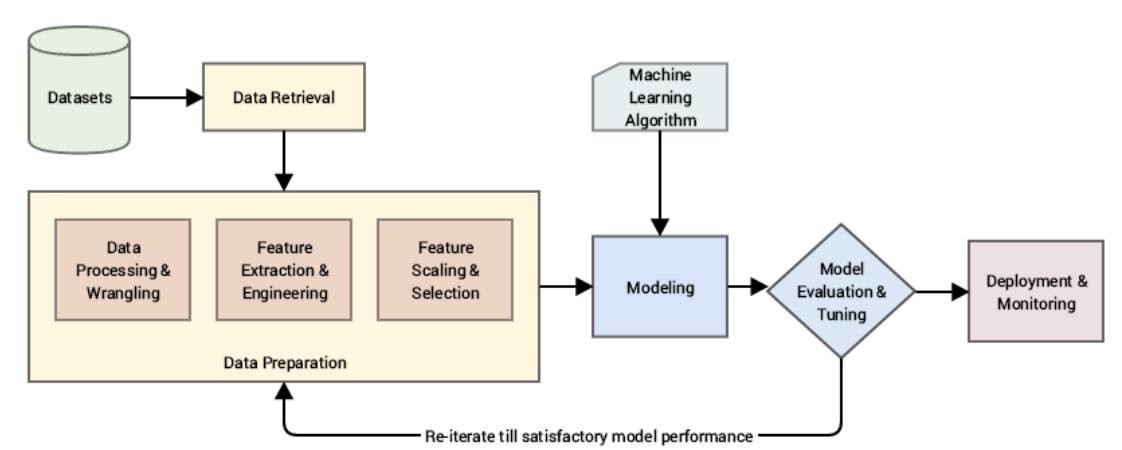 Datasets
Data Retrieval
Machine
Learning
Algorithm
Data
Processing &
Wrangling
Feature
Extraction &
Engineering
Feature
Scaling &
Selection
Data Preparation
Modeling
Model
Evaluation &
Tuning
Deployment &
Monitoring
Re-iterate till satisfactory model performance